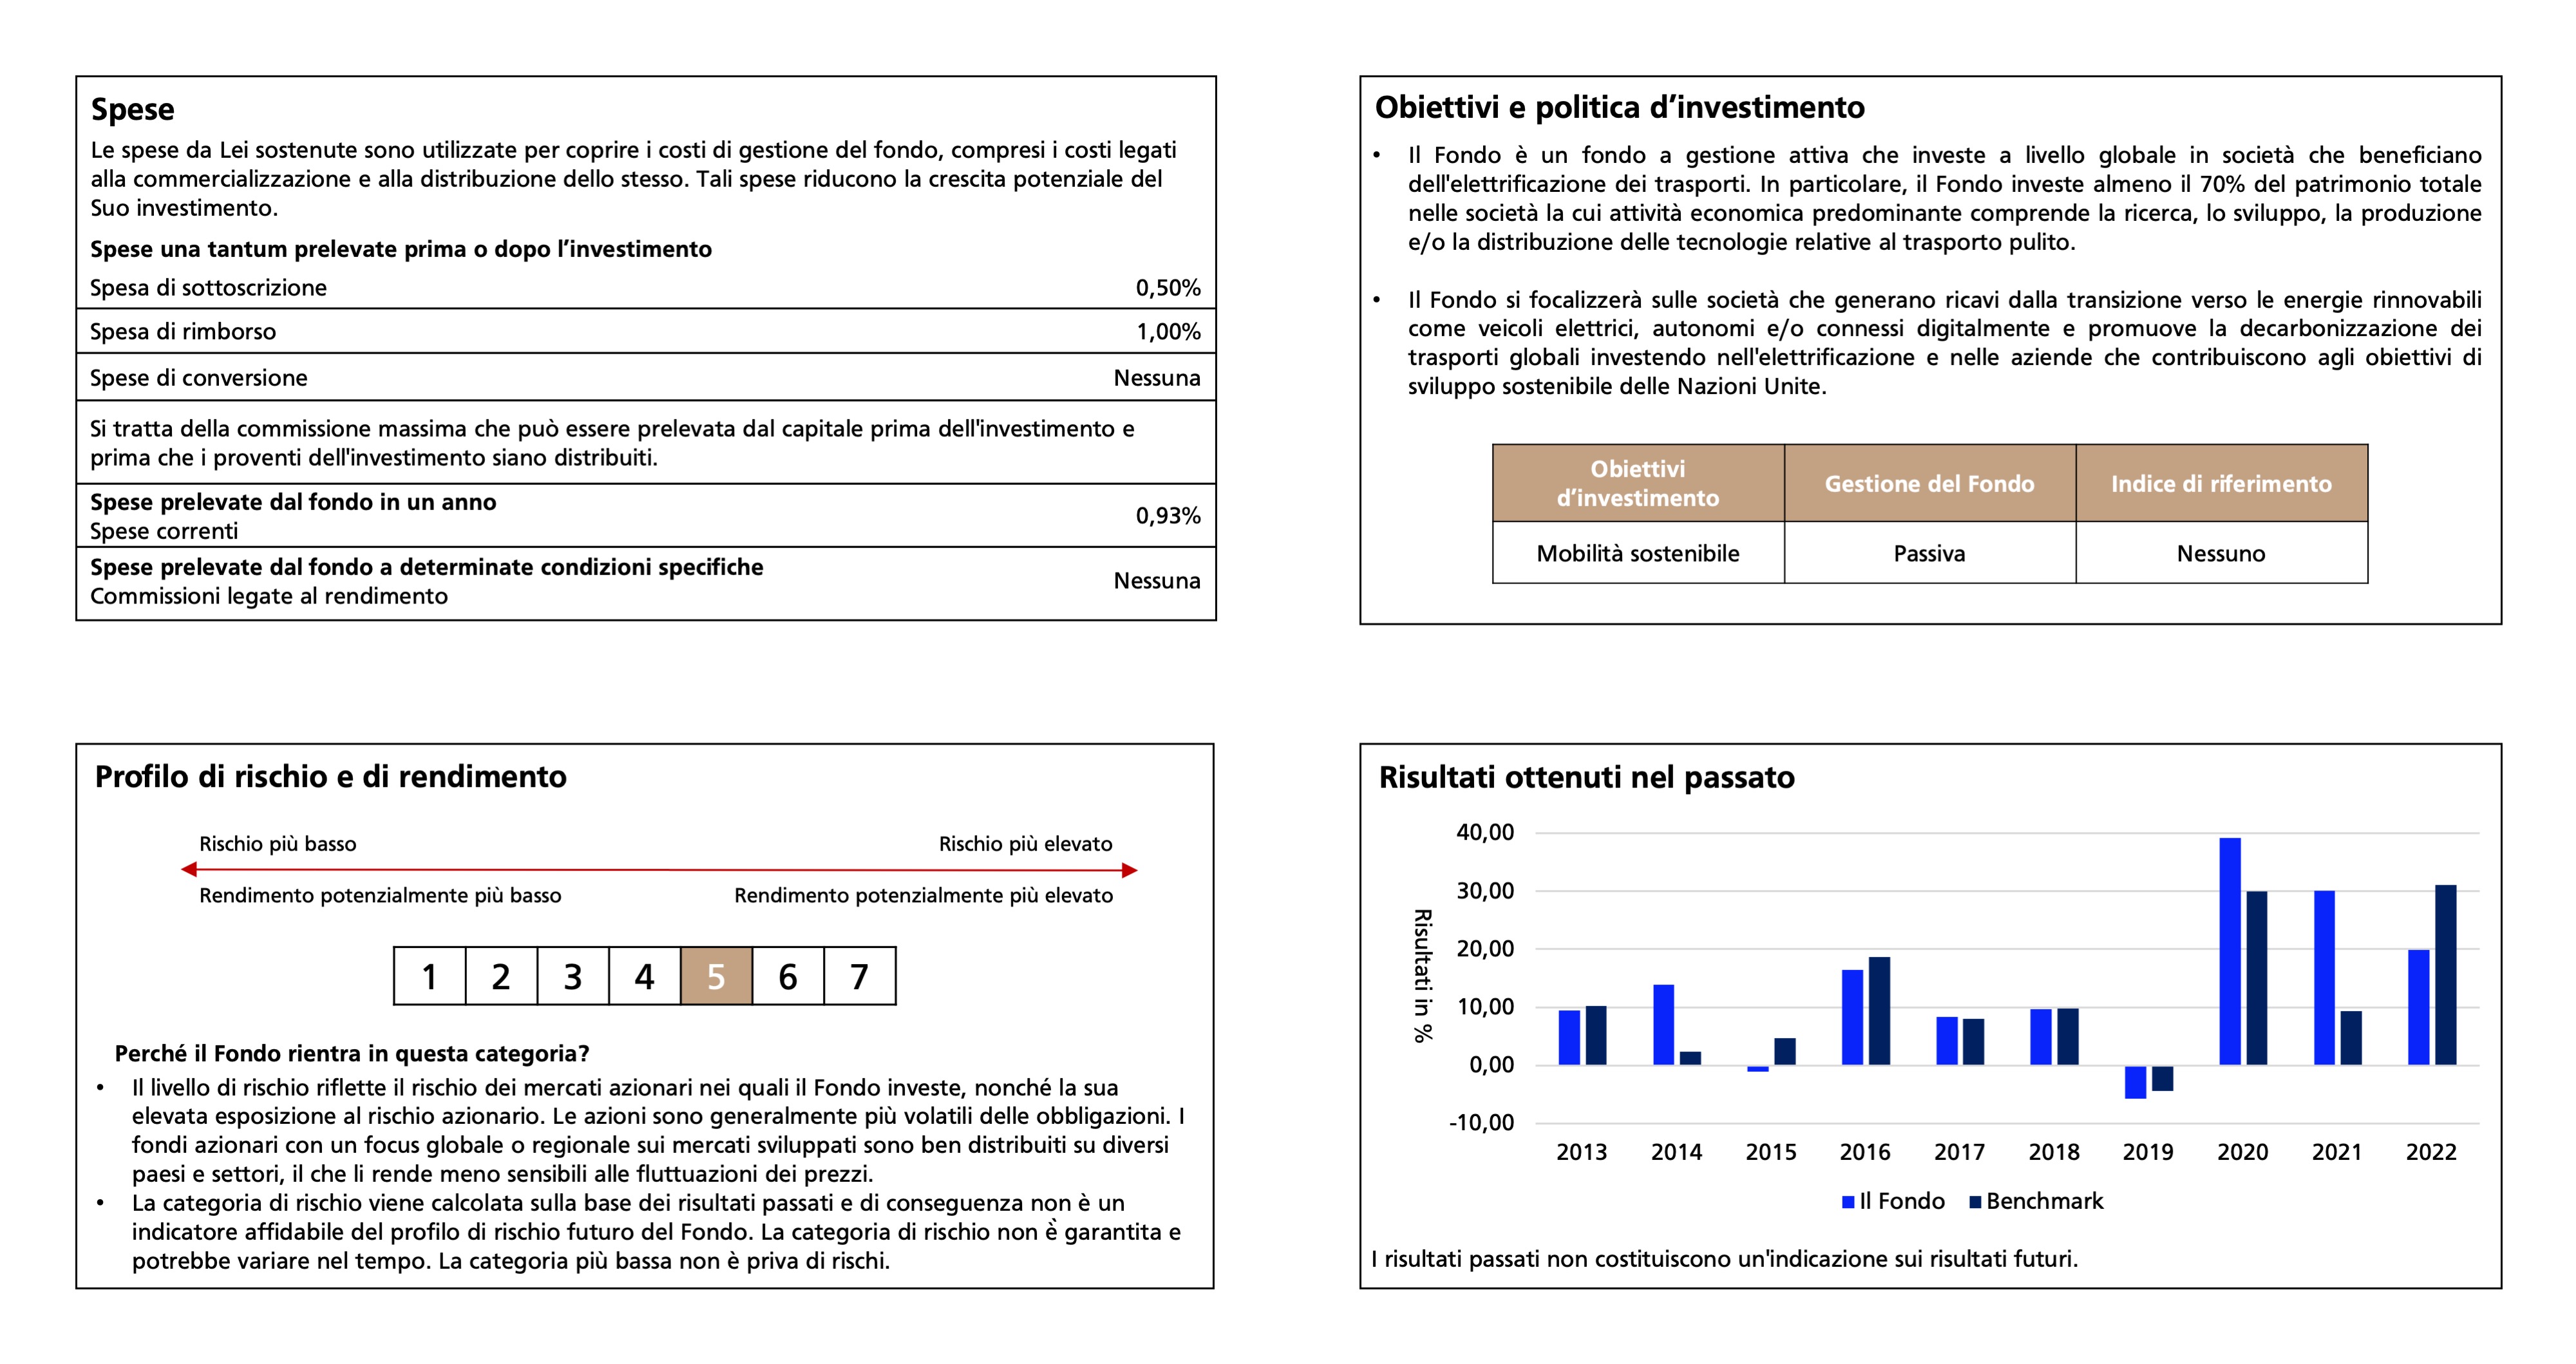 Spese
Le spese da Lei sostenute sono utilizzate per coprire i costi di gestione del fondo, compresi i costi legati
alla commercializzazione e alla distribuzione dello stesso. Tali spese riducono la crescita potenziale del
Suo investimento.
Spese una tantum prelevate prima o dopo l’investimento
Spesa di sottoscrizione 0,50%
Spesa di rimborso 1,00%
Spese di conversione Nessuna
Si tratta della commissione massima che può essere prelevata dal capitale prima dell'investimento e
prima che i proventi dell'investimento siano distribuiti.
Spese prelevate dal fondo in un anno
Spese correnti 0,93%
Spese prelevate dal fondo a determinate condizioni specifiche
Commissioni legate al rendimento Nessuna
Obiettivi e politica d’investimento
• Il Fondo è un fondo a gestione attiva che investe a livello globale in società che beneficiano
dell'elettrificazione dei trasporti. In particolare, il Fondo investe almeno il 70% del patrimonio totale
nelle società la cui attività economica predominante comprende la ricerca, lo sviluppo, la produzione
e/o la distribuzione delle tecnologie relative al trasporto pulito.
• Il Fondo si focalizzerà sulle società che generano ricavi dalla transizione verso le energie rinnovabili
come veicoli elettrici, autonomi e/o connessi digitalmente e promuove la decarbonizzazione dei
trasporti globali investendo nell'elettrificazione e nelle aziende che contribuiscono agli obiettivi di
sviluppo sostenibile delle Nazioni Unite.
Obiettivi
d’investimento
Gestione del Fondo
Indice di riferimento
Mobilità sostenibile Passiva Nessuno
Profilo di rischio e di rendimento
Rischio più basso Rischio più elevato
Rendimento potenzialmente più basso Rendimento potenzialmente più elevato
1 2 3 4 5 6 7
Perché il Fondo rientra in questa categoria?
• Il livello di rischio riflette il rischio dei mercati azionari nei quali il Fondo investe, nonché la sua
elevata esposizione al rischio azionario. Le azioni sono generalmente più volatili delle obbligazioni. I
fondi azionari con un focus globale o regionale sui mercati sviluppati sono ben distribuiti su diversi
paesi e settori, il che li rende meno sensibili alle fluttuazioni dei prezzi.
• La categoria di rischio viene calcolata sulla base dei risultati passati e di conseguenza non è un
indicatore affidabile del profilo di rischio futuro del Fondo. La categoria di rischio non è̀ garantita e
potrebbe variare nel tempo. La categoria più bassa non è priva di rischi.
Risultati ottenuti nel passato
Risultati in %
40,00
30,00
20,00
10,00
0,00
-10,00
2013 2014 2015 2016 2017 2018 2019 2020 2021 2022
Il Fondo Benchmark
I risultati passati non costituiscono un'indicazione sui risultati futuri.